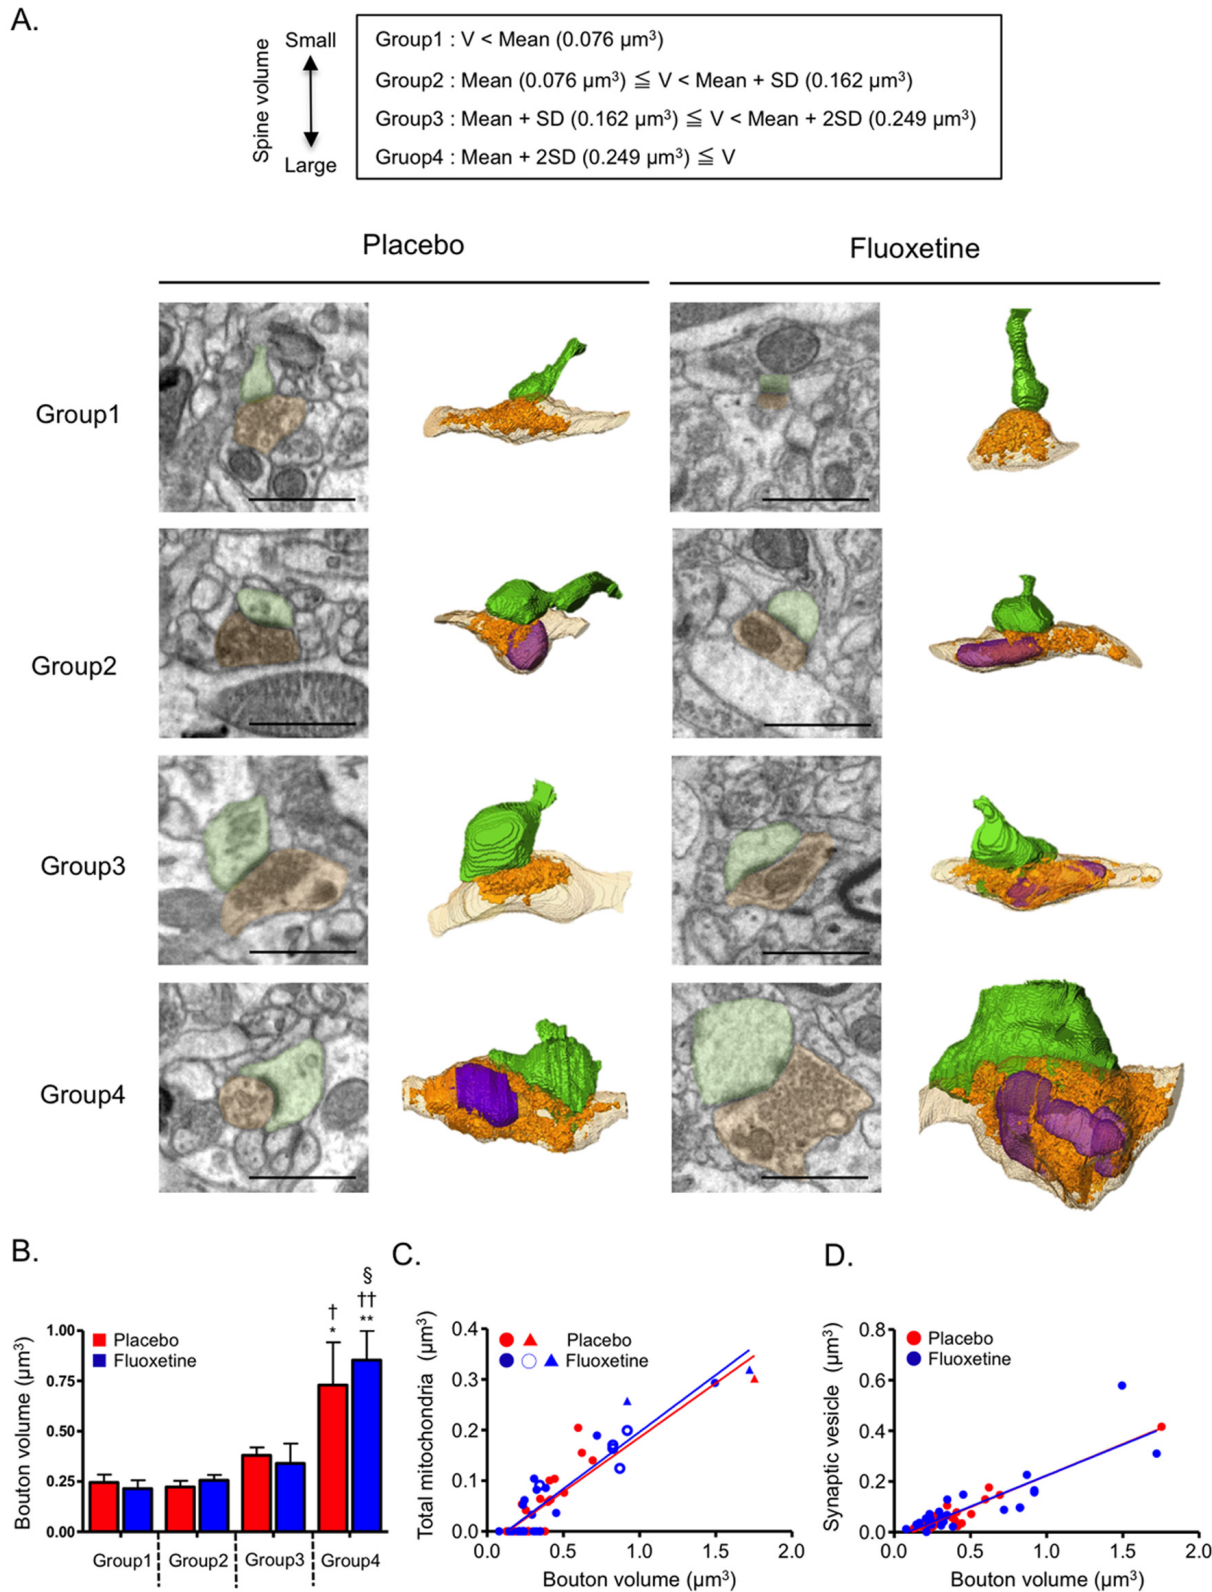 A.
Spine volume
Small
Large
Group1 : V < Mean (0.076 µm³)
Group2 : Mean (0.076 µm³) ≦ V < Mean + SD (0.162 µm³)
Group3 : Mean + SD (0.162 µm³) ≦ V < Mean + 2SD (0.249 µm³)
Gruop4 : Mean + 2SD (0.249 µm³) ≦ V
Placebo
Fluoxetine
Group1
Group2
Group3
Group4
B.
Bouton volume (µm³)
1.00
0.75
0.50
0.25
0.00
Placebo
Fluoxetine
†
*
§
††
**
Group1
Group2
Group3
Group4
C.
Total mitochondria (µm³)
0.4
0.3
0.2
0.1
0.0
Placebo
Fluoxetine
0.0 0.5 1.0 1.5 2.0
Bouton volume (µm³)
D.
Synaptic vesicle (µm³)
0.8
0.6
0.4
0.2
0.0
Placebo
Fluoxetine
0.0 0.5 1.0 1.5 2.0
Bouton volume (µm³)